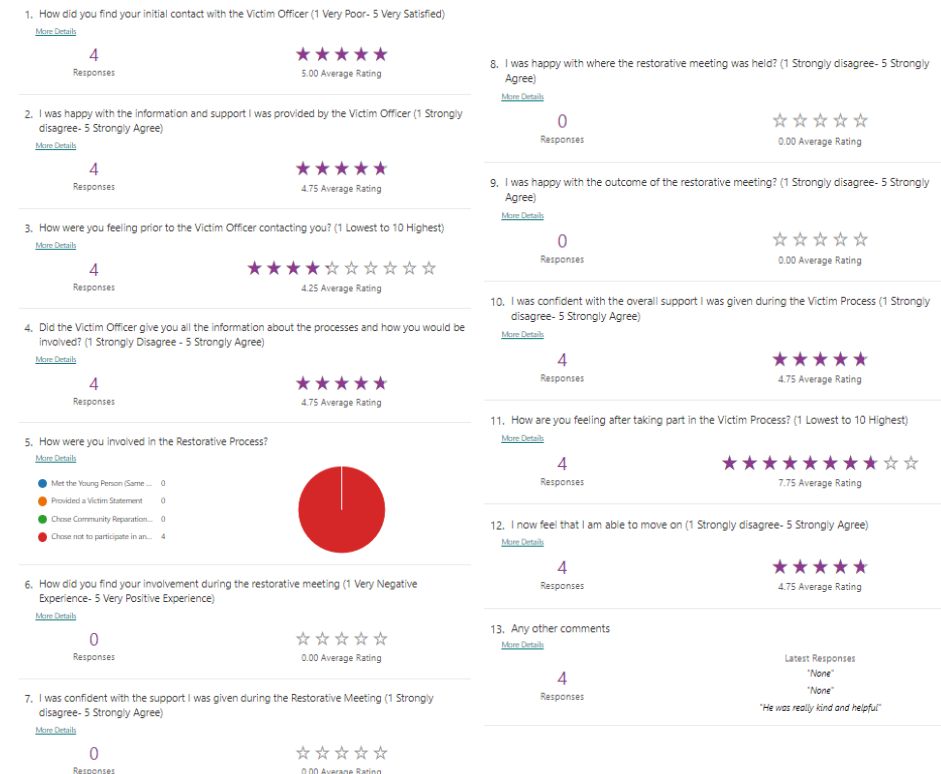 1. How did you find your initial contact with the Victim Officer (1 Very Poor- 5 Very Satisfied)
More Details
4
Responses
5.00 Average Rating
2. I was happy with the information and support I was provided by the Victim Officer (1 Strongly
disagree- 5 Strongly Agree)
More Details
4
Responses
4.75 Average Rating
3. How were you feeling prior to the Victim Officer contacting you? (1 Lowest to 10 Highest)
More Details
4
Responses
4.25 Average Rating
4. Did the Victim Officer give you all the information about the processes and how you would be
involved? (1 Strongly Disagree - 5 Strongly Agree)
More Details
4
Responses
4.75 Average Rating
5. How were you involved in the Restorative Process?
More Details
Met the Young Person (Same ... 0
Provided a Victim Statement 0
Chose Community Reparation... 0
Chose not to participate in an... 4
6. How did you find your involvement during the restorative meeting (1 Very Negative
Experience- 5 Very Positive Experience)
More Details
0
Responses
0.00 Average Rating
7. I was confident with the support I was given during the Restorative Meeting (1 Strongly
disagree- 5 Strongly Agree)
More Details
0
Responses
0.00 Average Rating
8. I was happy with where the restorative meeting was held? (1 Strongly disagree- 5 Strongly
Agree)
More Details
0
Responses
0.00 Average Rating
9. I was happy with the outcome of the restorative meeting? (1 Strongly disagree- 5 Strongly
Agree)
More Details
0
Responses
0.00 Average Rating
10. I was confident with the overall support I was given during the Victim Process (1 Strongly
disagree- 5 Strongly Agree)
More Details
4
Responses
4.75 Average Rating
11. How are you feeling after taking part in the Victim Process? (1 Lowest to 10 Highest)
More Details
4
Responses
7.75 Average Rating
12. I now feel that I am able to move on (1 Strongly disagree- 5 Strongly Agree)
More Details
4
Responses
4.75 Average Rating
13. Any other comments
More Details
4
Responses
Latest Responses
"None"
"None"
"He was really kind and helpful"